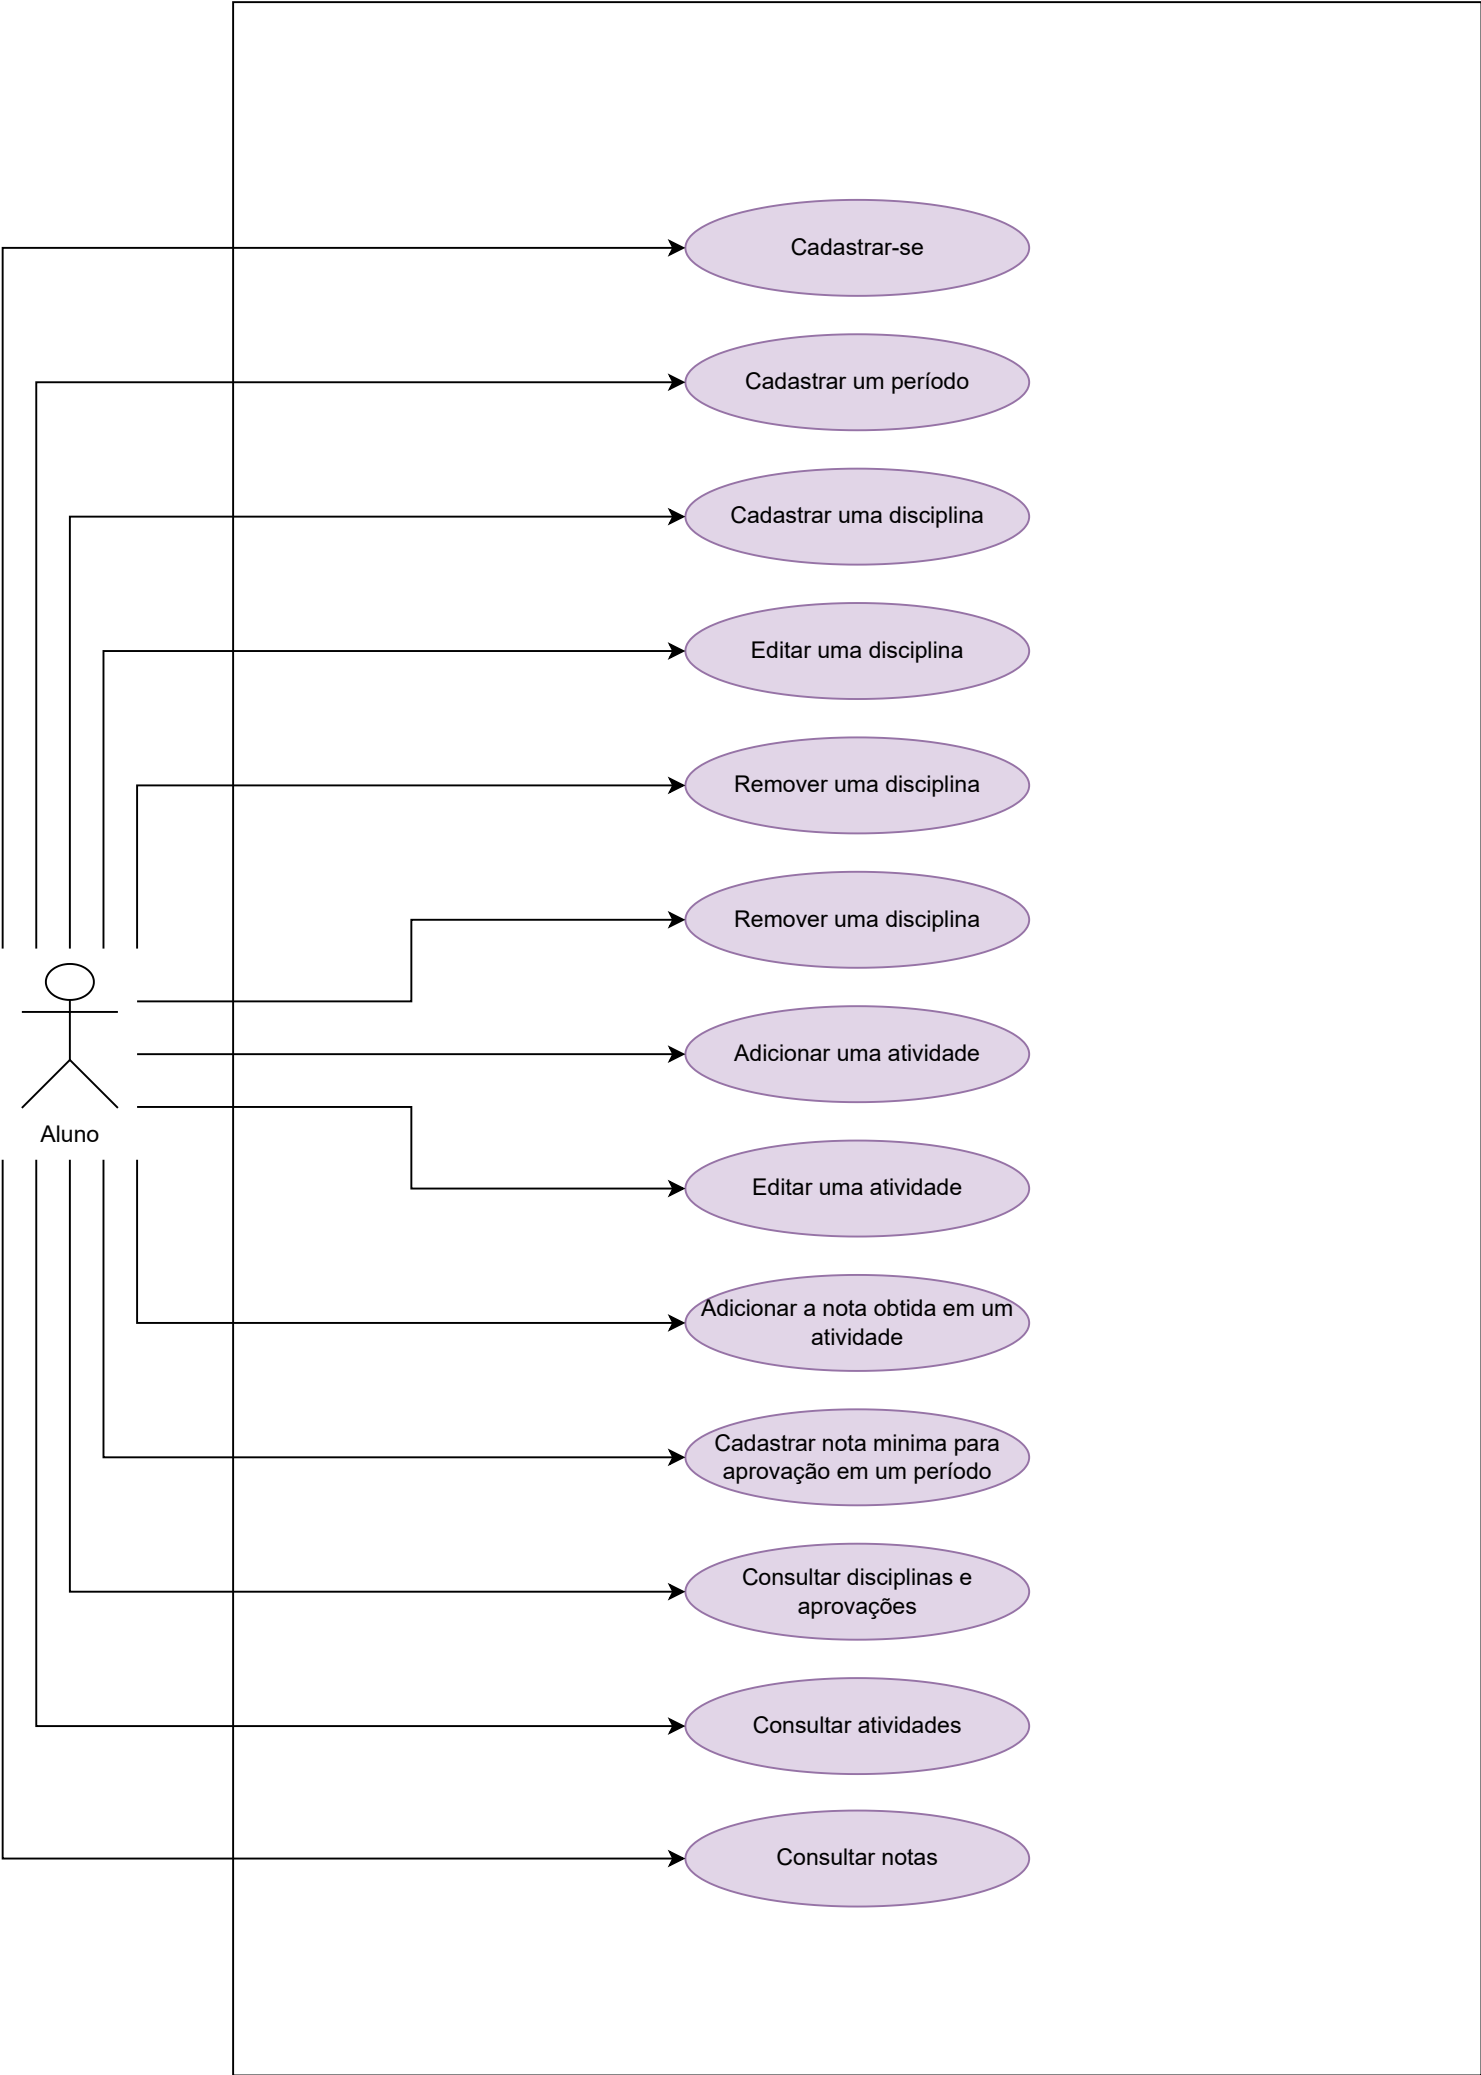 Cadastrar-se
Cadastrar um período
Cadastrar uma disciplina
Editar uma disciplina
Remover uma disciplina
Remover uma disciplina
Adicionar uma atividade
Aluno
Editar uma atividade
Adicionar a nota obtida em um
atividade
Cadastrar nota minima para
aprovação em um período
Consultar disciplinas e
aprovações
Consultar atividades
Consultar notas